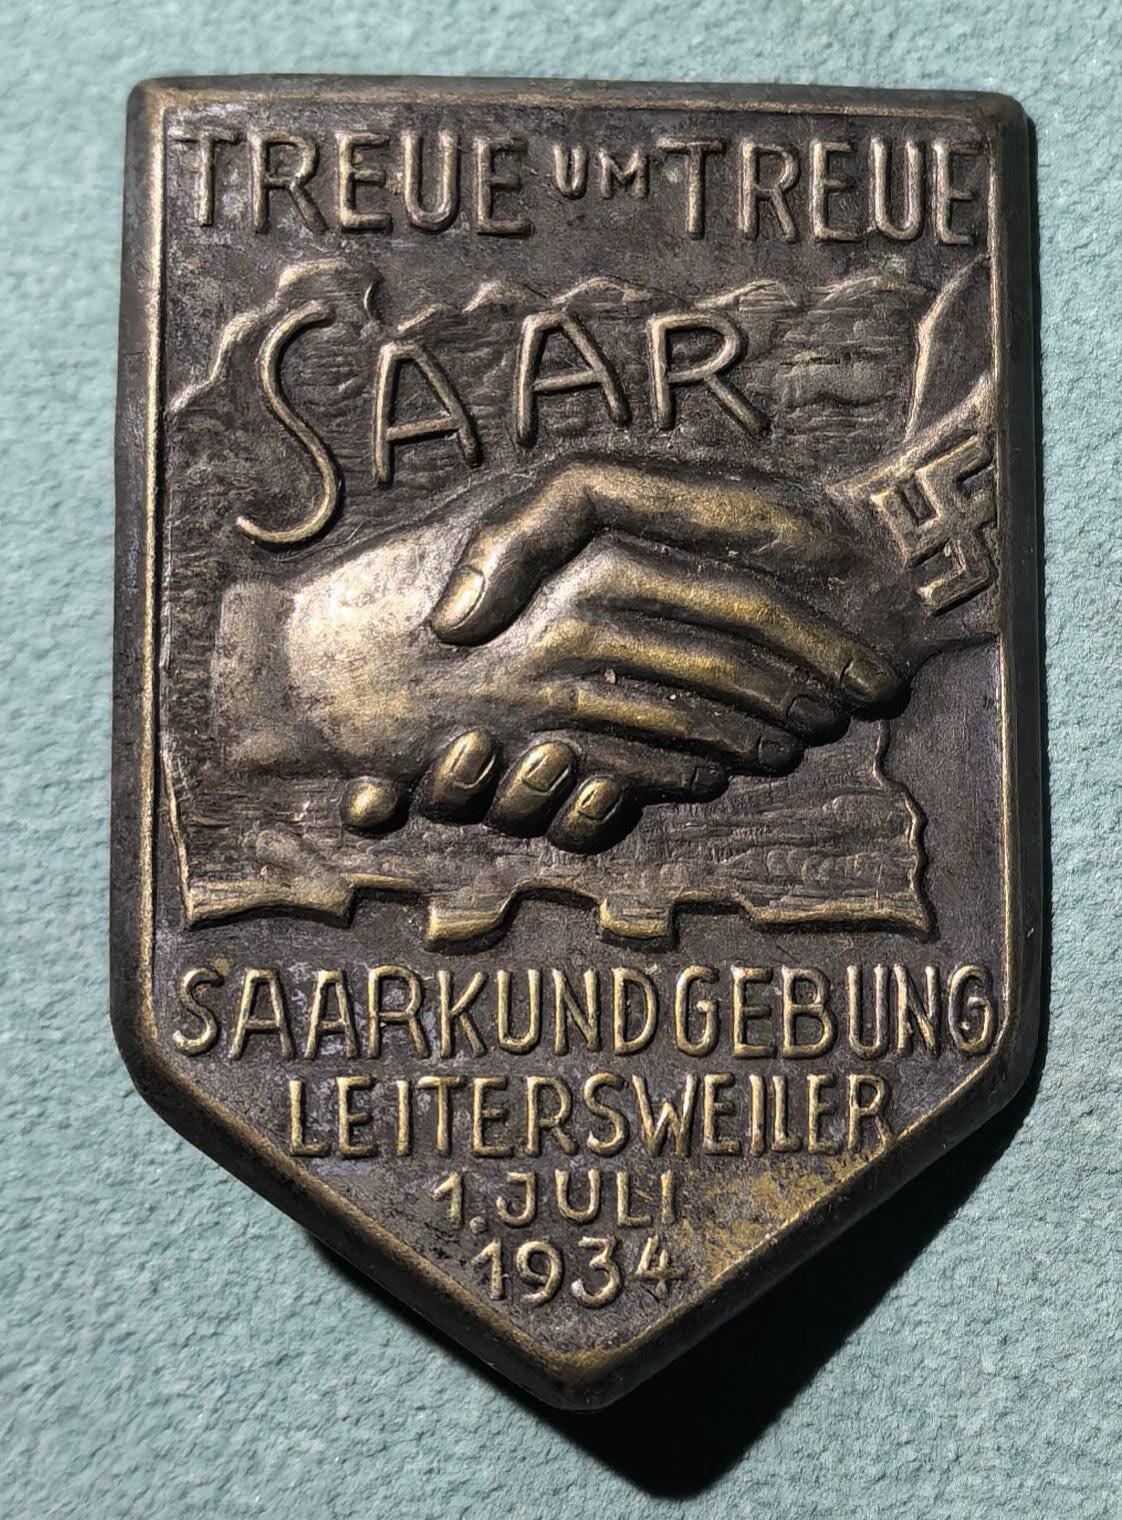 TREUE UM TREUE
SAAR
SAARKUNDGEBUNG
LEITERSWEILER
1. JULI
1934